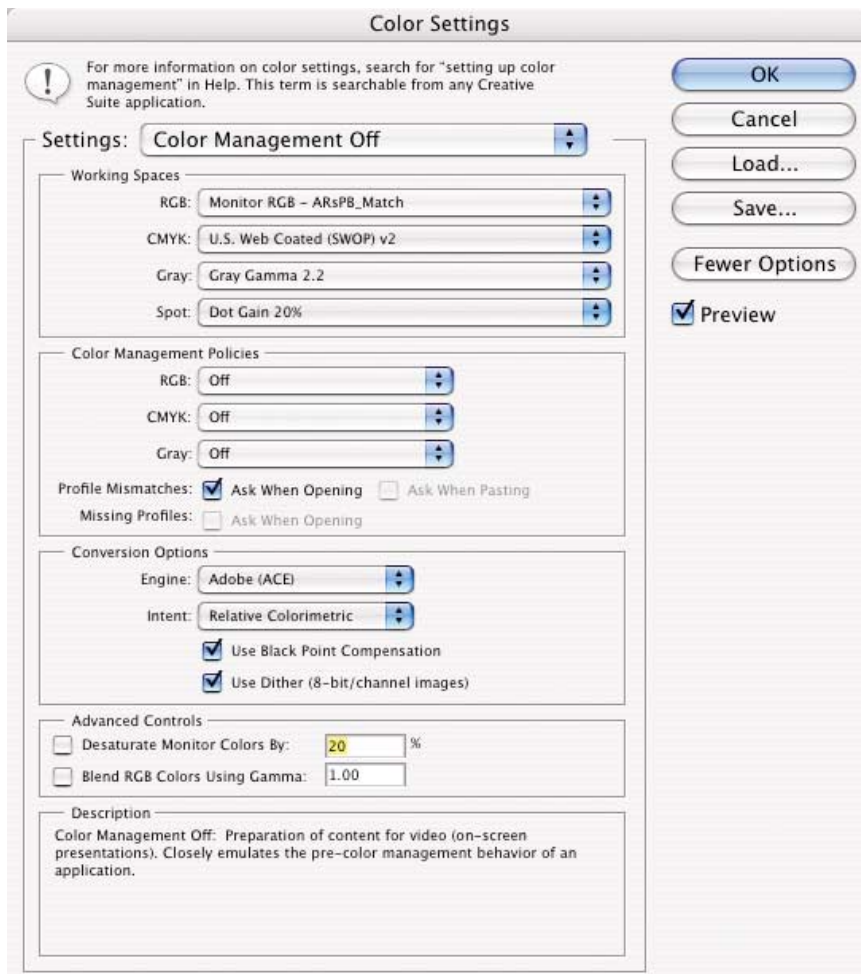 Color Settings
For more information on color settings, search for "setting up color
management" in Help. This term is searchable from any Creative
Suite application.
Settings: Color Management Off
Working Spaces
RGB: Monitor RGB - ARsPB_Match
CMYK: U.S. Web Coated (SWOP) v2
Gray: Gray Gamma 2.2
Spot: Dot Gain 20%
Color Management Policies
RGB: Off
CMYK: Off
Gray: Off
Profile Mismatches: Ask When Opening Ask When Pasting
Missing Profiles: Ask When Opening
Conversion Options
Engine: Adobe (ACE)
Intent: Relative Colorimetric
Use Black Point Compensation
Use Dither (8-bit/channel images)
Advanced Controls
Desaturate Monitor Colors By: 20 %
Blend RGB Colors Using Gamma: 1.00
Description
Color Management Off: Preparation of content for video (on-screen
presentations). Closely emulates the pre-color management behavior of an
application.
OK
Cancel
Load...
Save...
Fewer Options
Preview